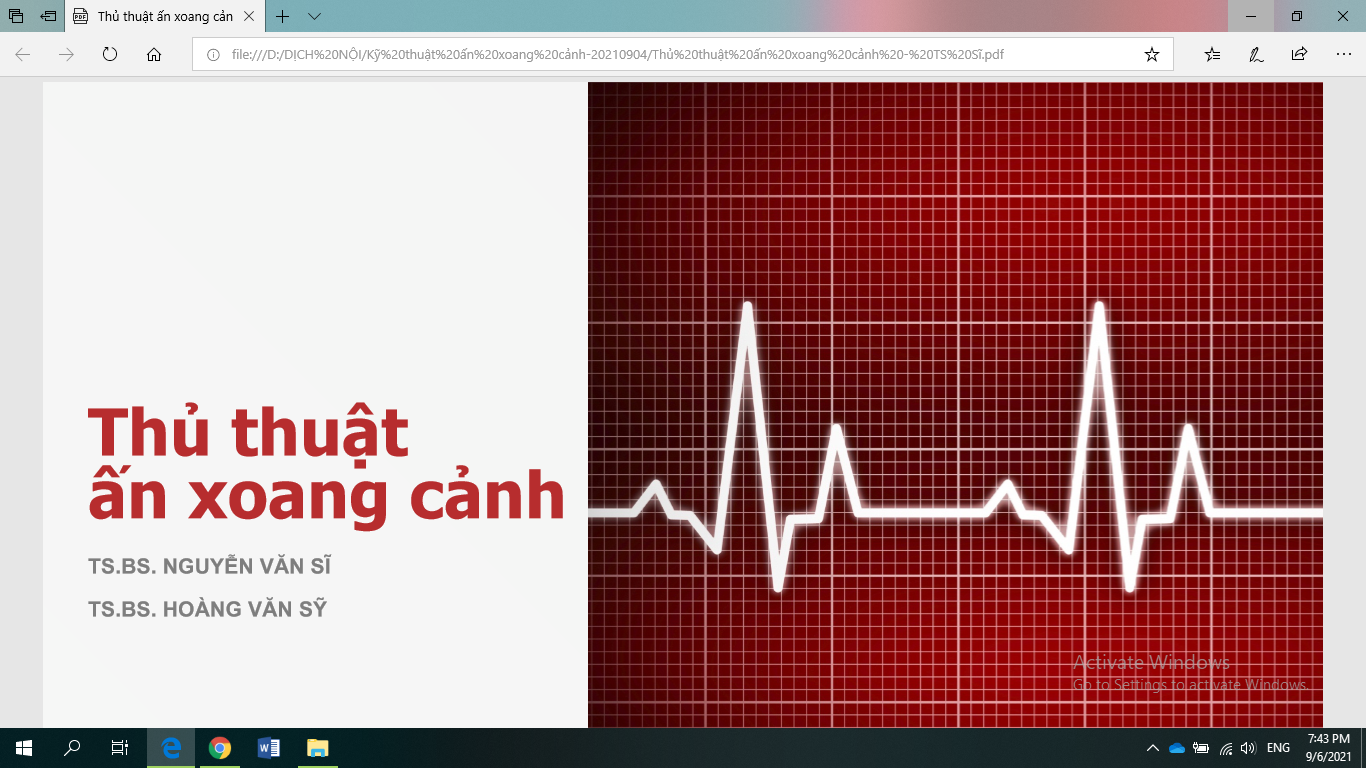 Thủ thuật ấn xoang cản
file:///D:/DỊCH%20NỘI/Kỹ%20thuật%20ấn%20xoang%20cảnh-20210904/Thủ%20thuật%20ấn%20xoang%20cảnh%20-%20TS%20Sĩ.pdf
Thủ thuật
ấn xoang cảnh
TS.BS. NGUYỄN VĂN SĨ
TS.BS. HOÀNG VĂN SỸ
Activate Windows
Go to Settings to activate Windows.
ENG
7:43 PM
9/6/2021